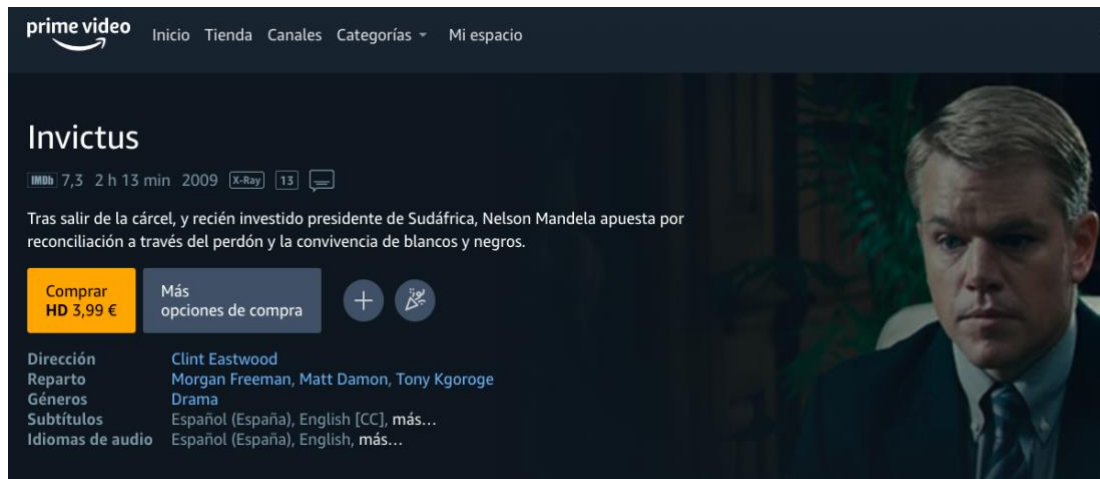 prime video
Inicio Tienda Canales Categorías Mi espacio
Invictus
IMDb 7,3 2 h 13 min 2009 X-Ray 13
Tras salir de la cárcel, y recién investido presidente de Sudáfrica, Nelson Mandela apuesta por
reconciliación a través del perdón y la convivencia de blancos y negros.
Comprar
HD 3,99 €
Más
opciones de compra
Dirección Clint Eastwood
Reparto Morgan Freeman, Matt Damon, Tony Kgoroge
Géneros Drama
Subtítulos Español (España), English [CC], más...
Idiomas de audio Español (España), English, más...